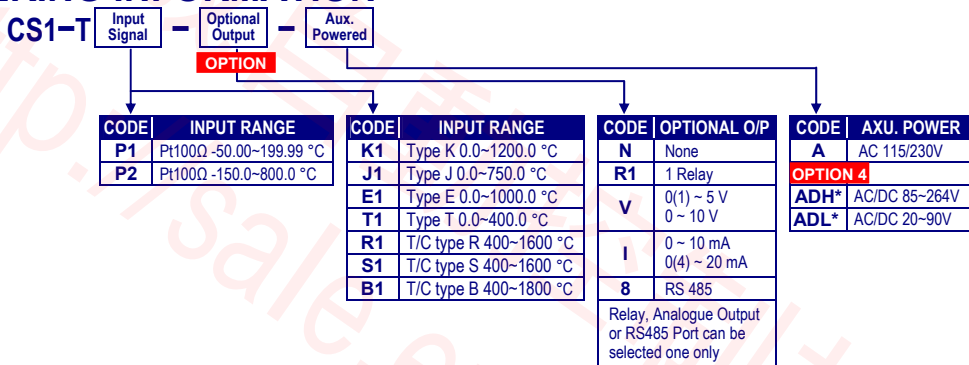 CS1-T Input Signal - Optional Output - Aux. Powered
OPTION
CODE INPUT RANGE
P1 Pt100Ω -50.00~199.99 °C
P2 Pt100Ω -150.0~800.0 °C
CODE INPUT RANGE
K1 Type K 0.0~1200.0 °C
J1 Type J 0.0~750.0 °C
E1 Type E 0.0~1000.0 °C
T1 Type T 0.0~400.0 °C
R1 T/C type R 400~1600 °C
S1 T/C type S 400~1600 °C
B1 T/C type B 400~1800 °C
CODE OPTIONAL O/P
N None
R1 1 Relay
V 0(1) ~ 5 V
0 ~ 10 V
I 0 ~ 10 mA
0(4) ~ 20 mA
8 RS 485
Relay, Analogue Output
or RS485 Port can be
selected one only
CODE AXU. POWER
A AC 115/230V
OPTION 4
ADH* AC/DC 85~264V
ADL* AC/DC 20~90V